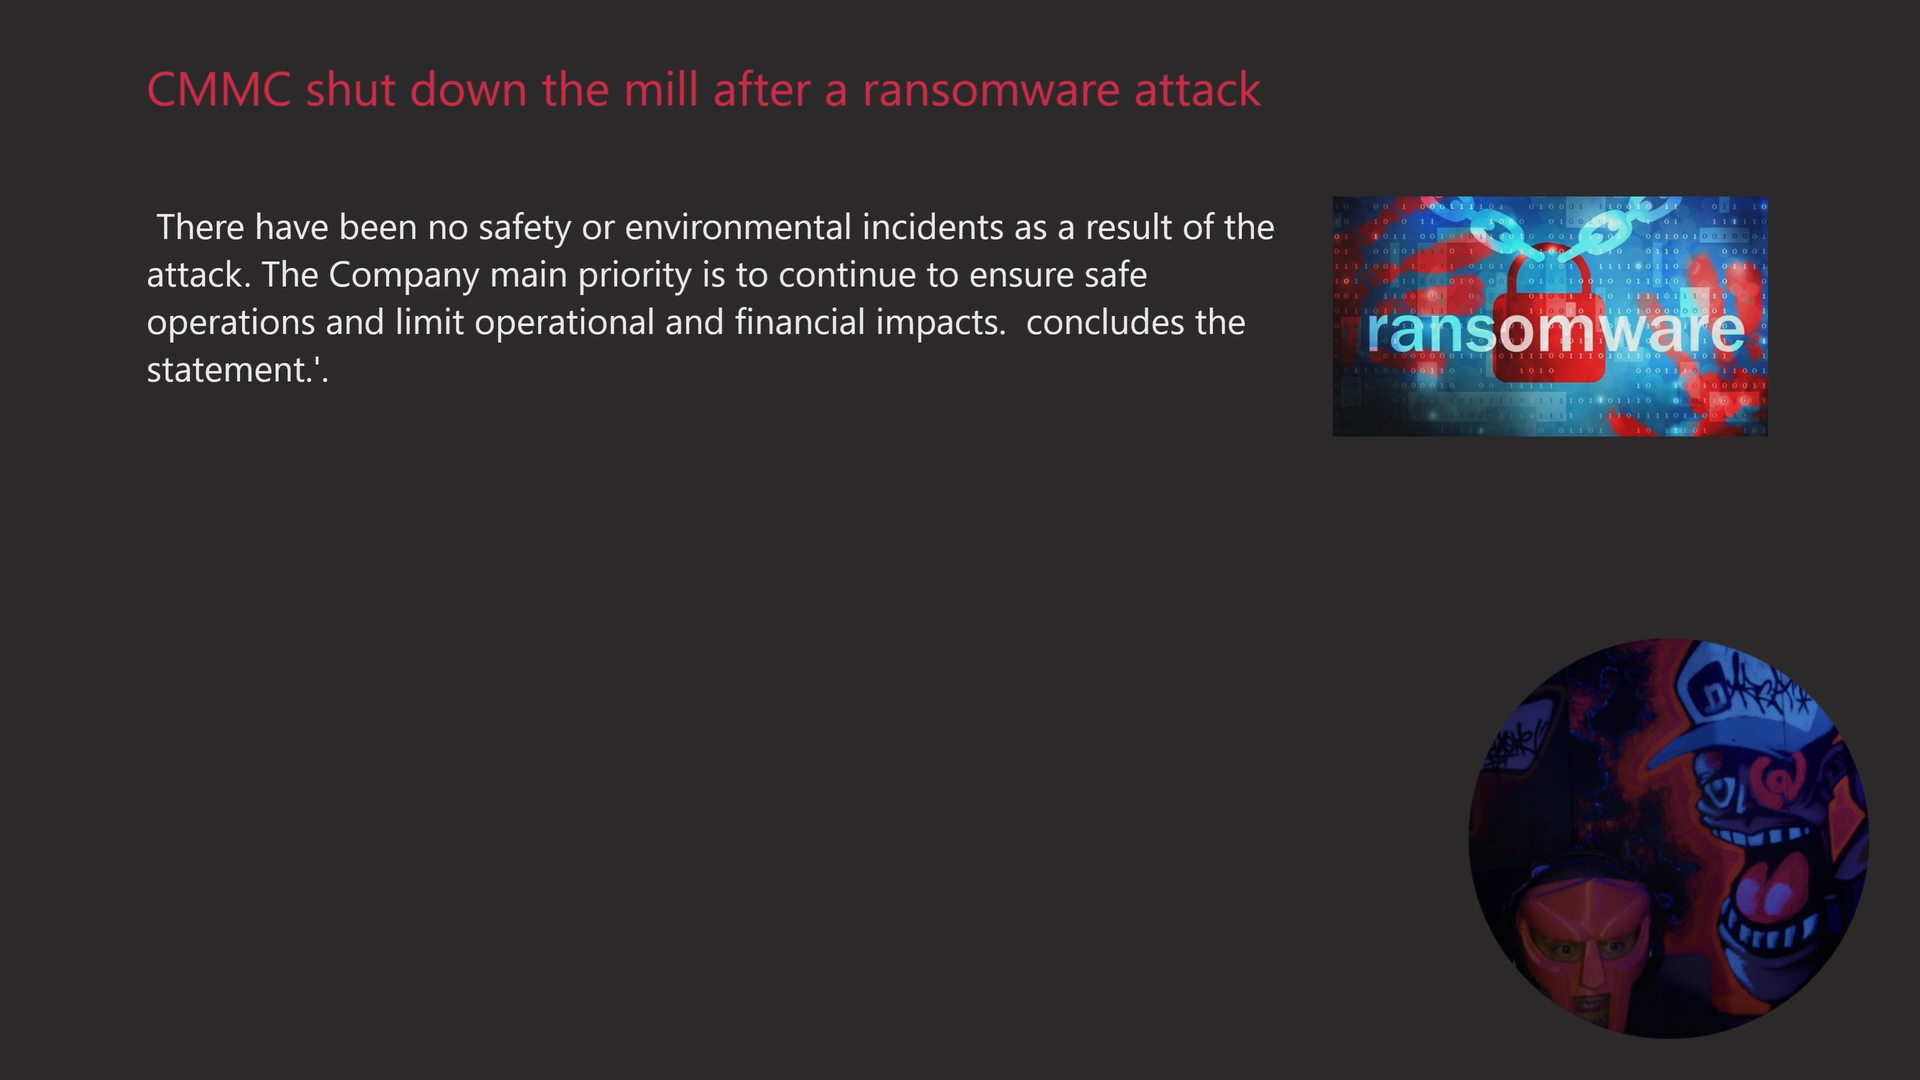 CMMC shut down the mill after a ransomware attack
There have been no safety or environmental incidents as a result of the
attack. The Company main priority is to continue to ensure safe
operations and limit operational and financial impacts.  concludes the
statement.'.
ransomware